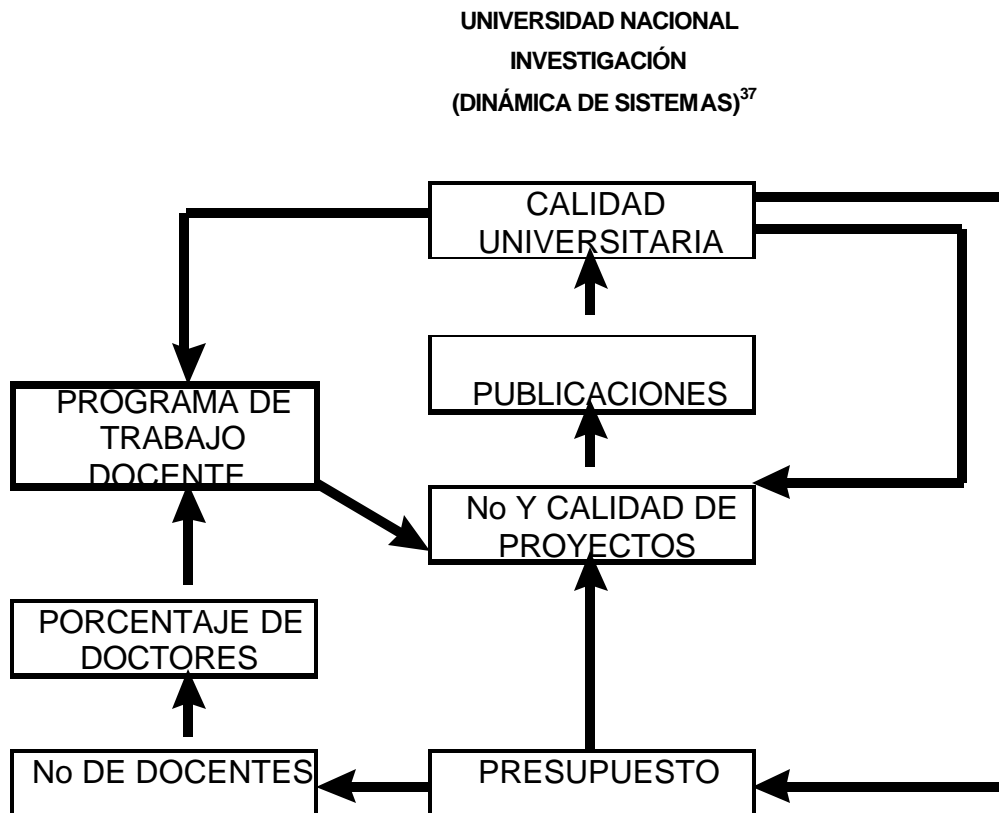 UNIVERSIDAD NACIONAL
INVESTIGACIÓN
(DINÁMICA DE SISTEMAS)37
CALIDAD
UNIVERSITARIA
PUBLICACIONES
PROGRAMA DE
TRABAJO
DOCENTE
No Y CALIDAD DE
PROYECTOS
PORCENTAJE DE
DOCTORES
No DE DOCENTES
PRESUPUESTO